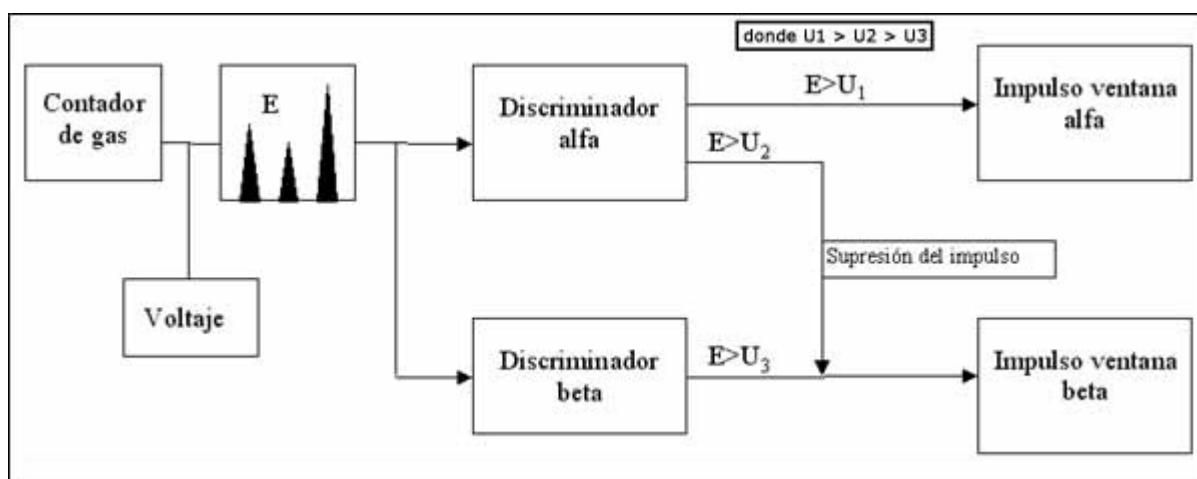 donde U1 > U2 > U3
Contador
de gas
E
Discriminador
alfa
E>U₁
E>U₂
Impulso ventana
alfa
Supresión del impulso
Voltaje
Discriminador
beta
E>U₃
Impulso ventana
beta